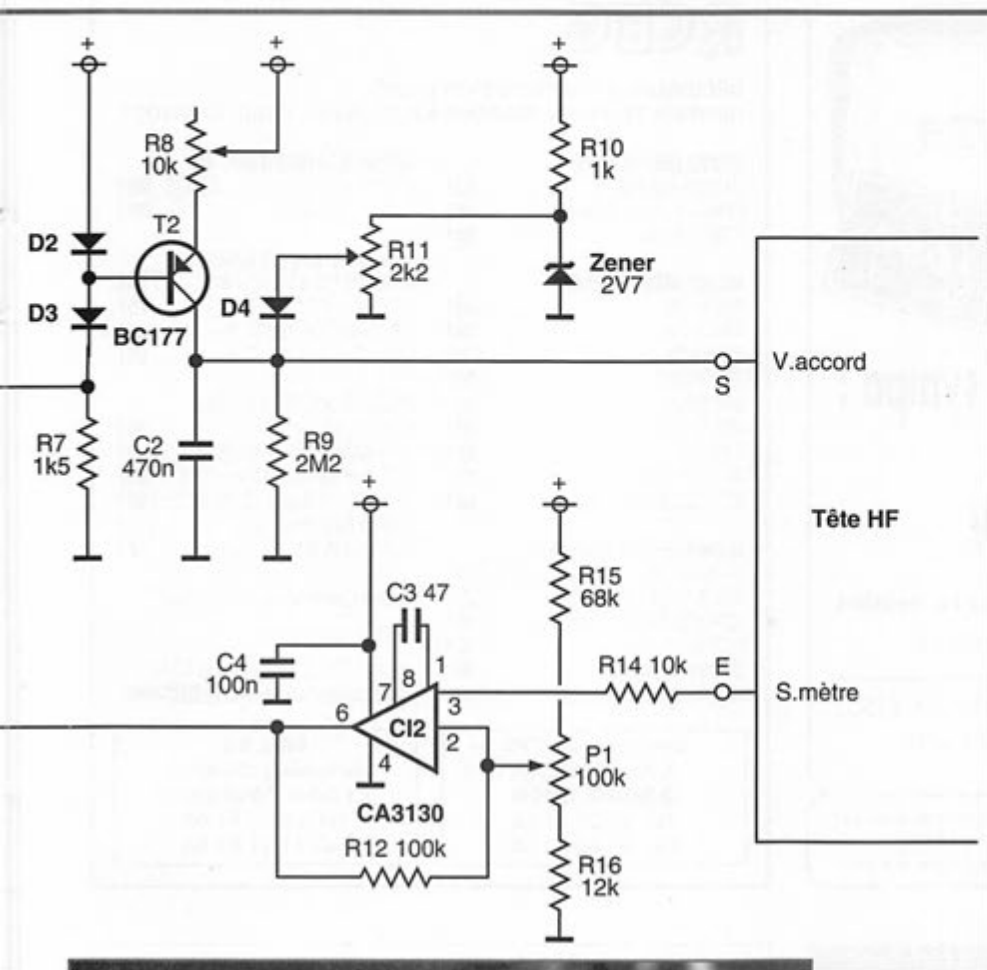 +
+
+
R8
10k
R10
1k
T2
D2
R11
2k2
Zener
2V7
D3
D4
BC177
V.accord
S
R7
1k5
C2
470n
R9
2M2
+
+
Tête HF
R15
68k
C3 47
C4
100n
7
8
1
R14 10k
E
S.mètre
6
CI2
3
2
4
P1
100k
CA3130
R12 100k
R16
12k